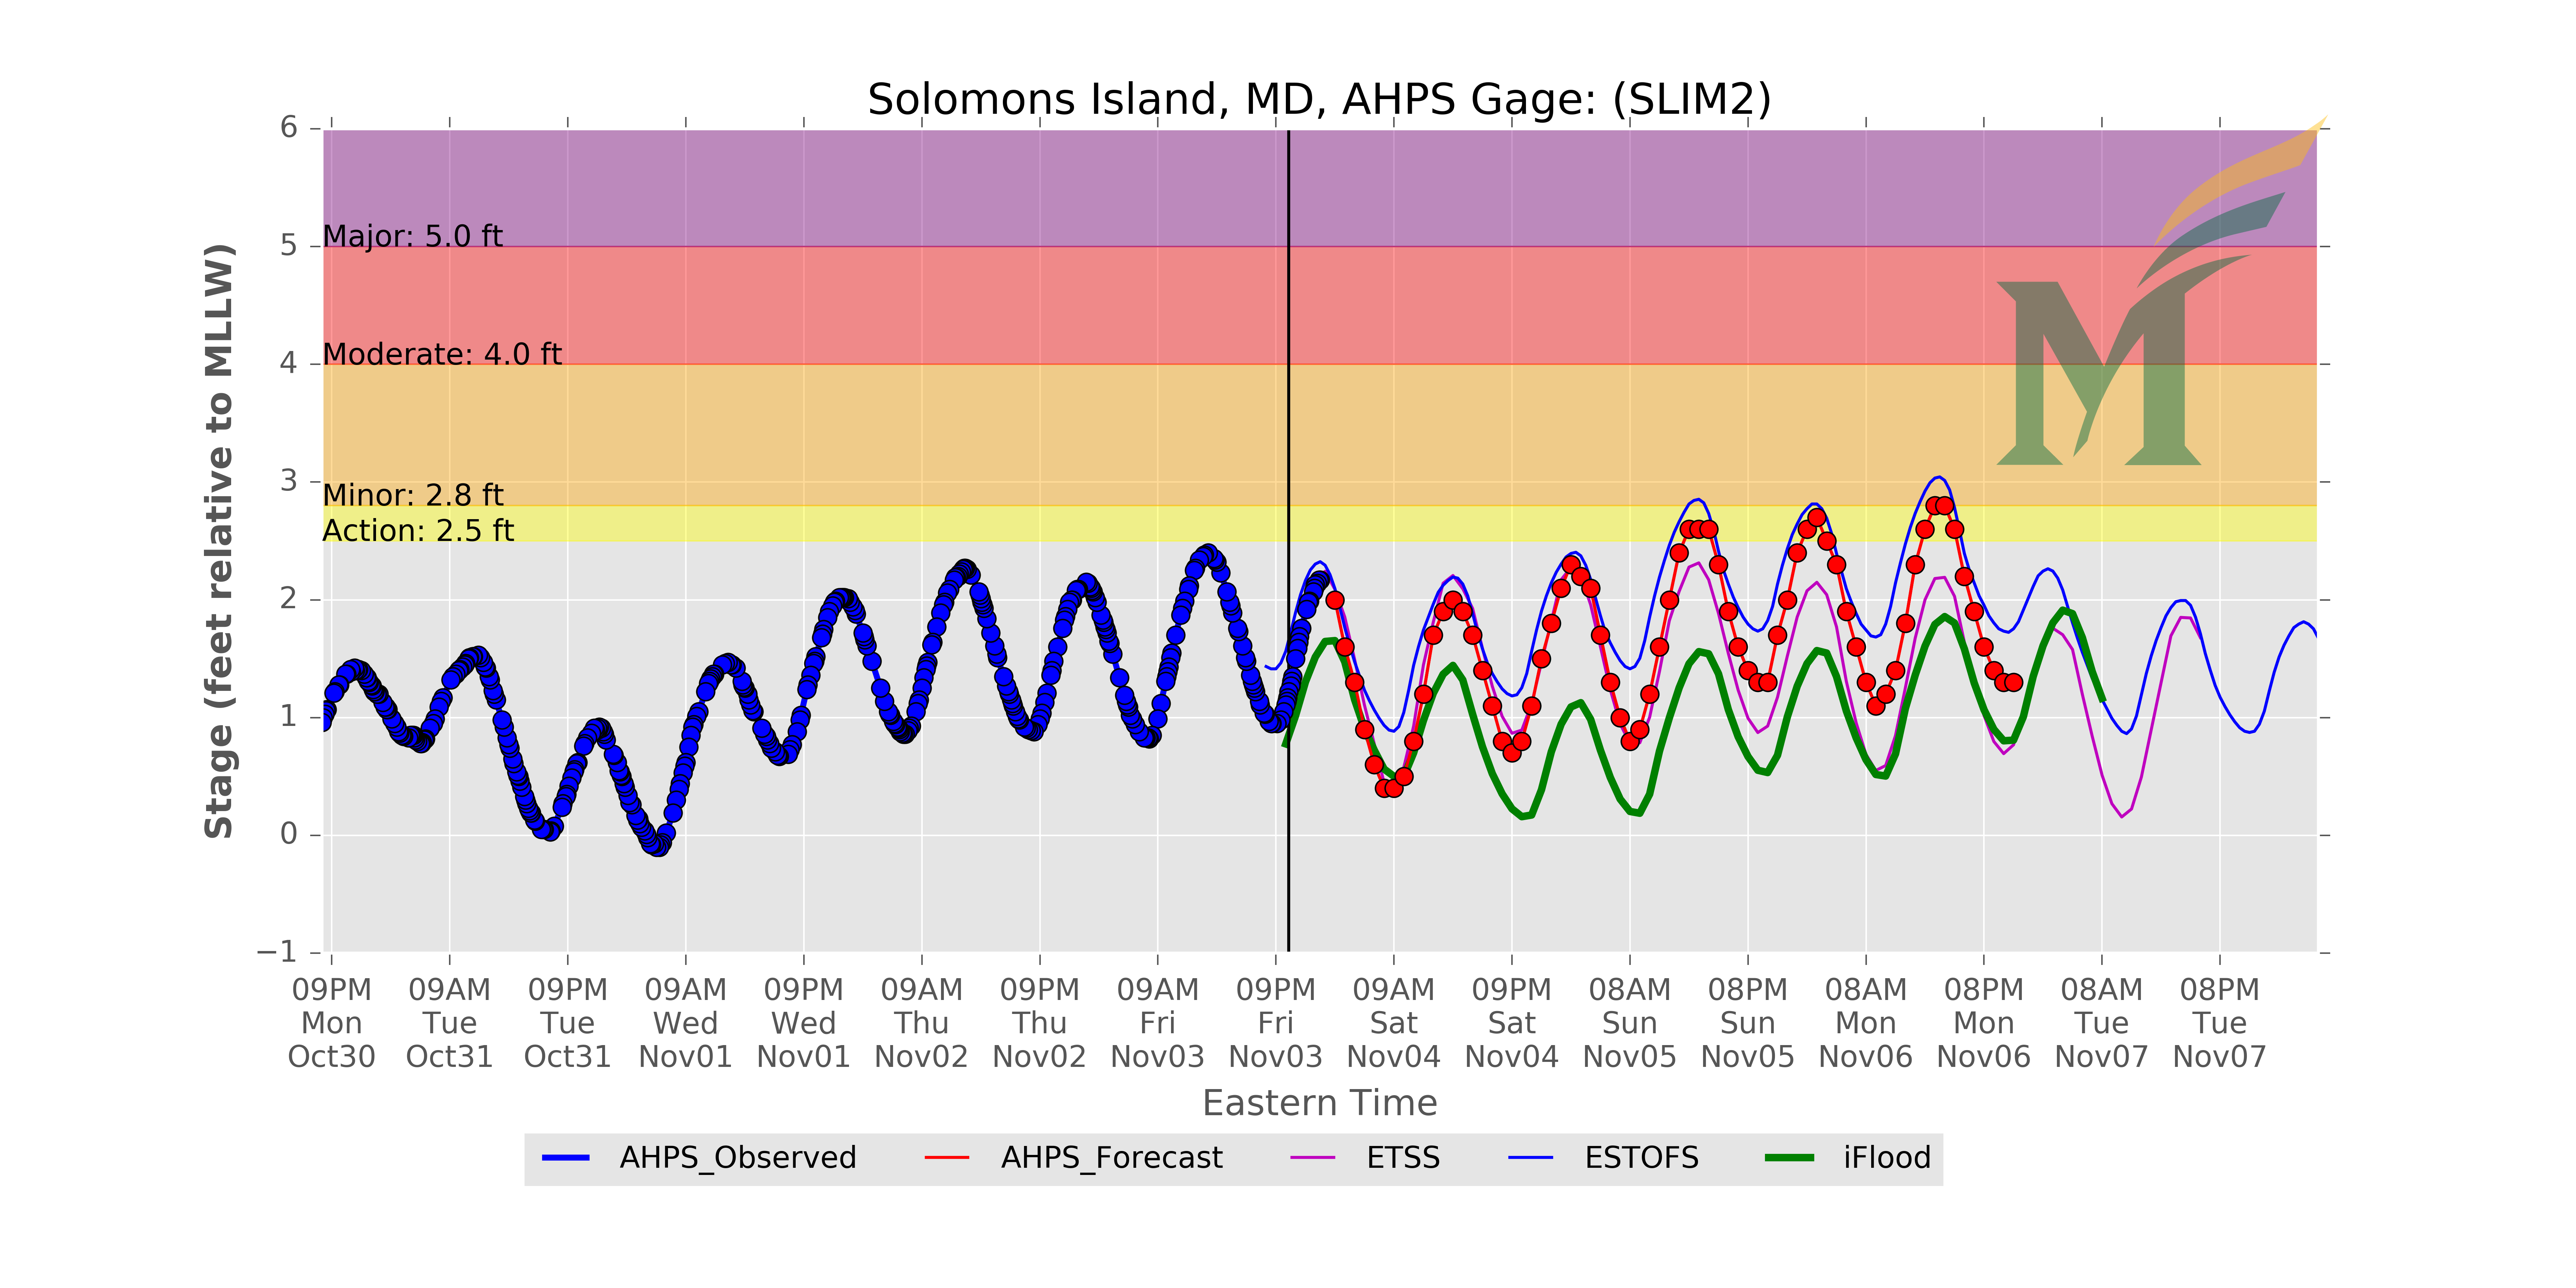 Solomons Island, MD, AHPS Gage: (SLIM2)
6
5
4
3
2
1
0
−1
Stage (feet relative to MLLW)
Major: 5.0 ft
Moderate: 4.0 ft
Minor: 2.8 ft
Action: 2.5 ft
M
09PM 09AM 09PM 09AM 09PM 09AM 09PM 09AM 09PM 09AM 09PM 08AM 08PM 08AM 08PM 08AM 08PM
Mon Tue Tue Wed Wed Thu Thu Fri Fri Sat Sat Sun Sun Mon Mon Tue Tue
Oct30 Oct31 Oct31 Nov01 Nov01 Nov02 Nov02 Nov03 Nov03 Nov04 Nov04 Nov05 Nov05 Nov06 Nov06 Nov07 Nov07
Eastern Time
AHPS_Observed AHPS_Forecast ETSS ESTOFS iFlood